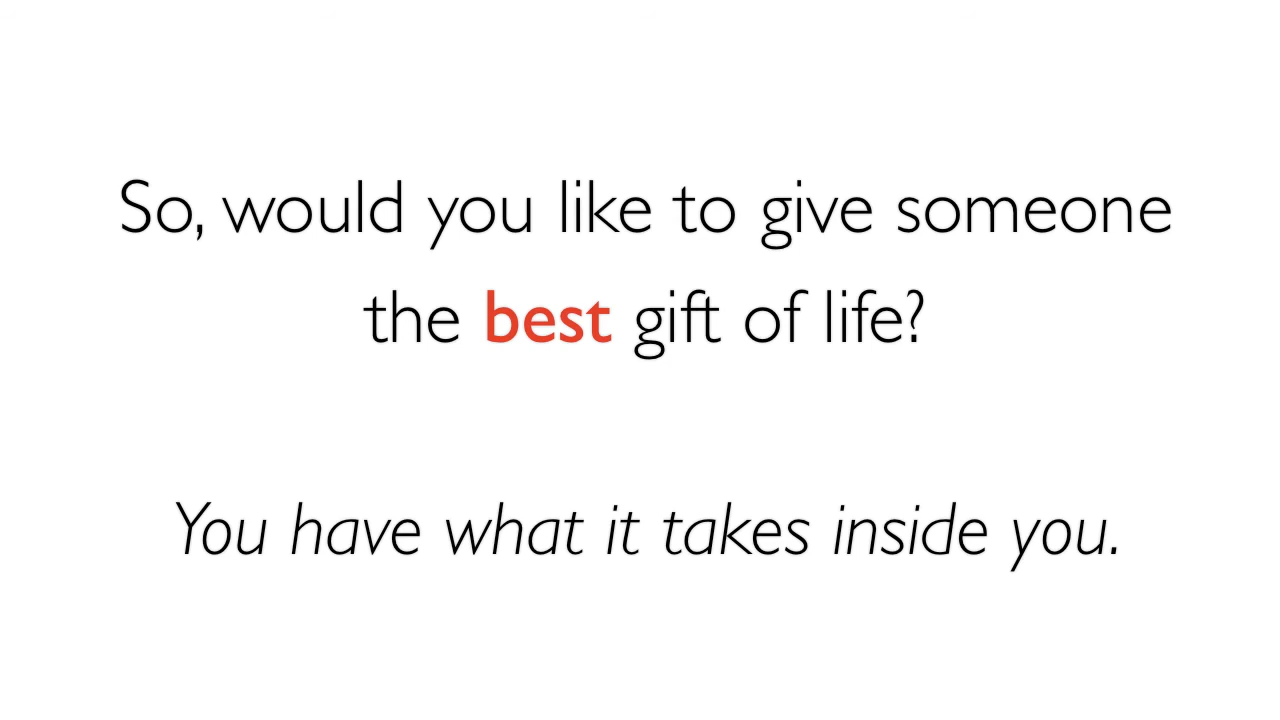 So, would you like to give someone
the best gift of life?
You have what it takes inside you.